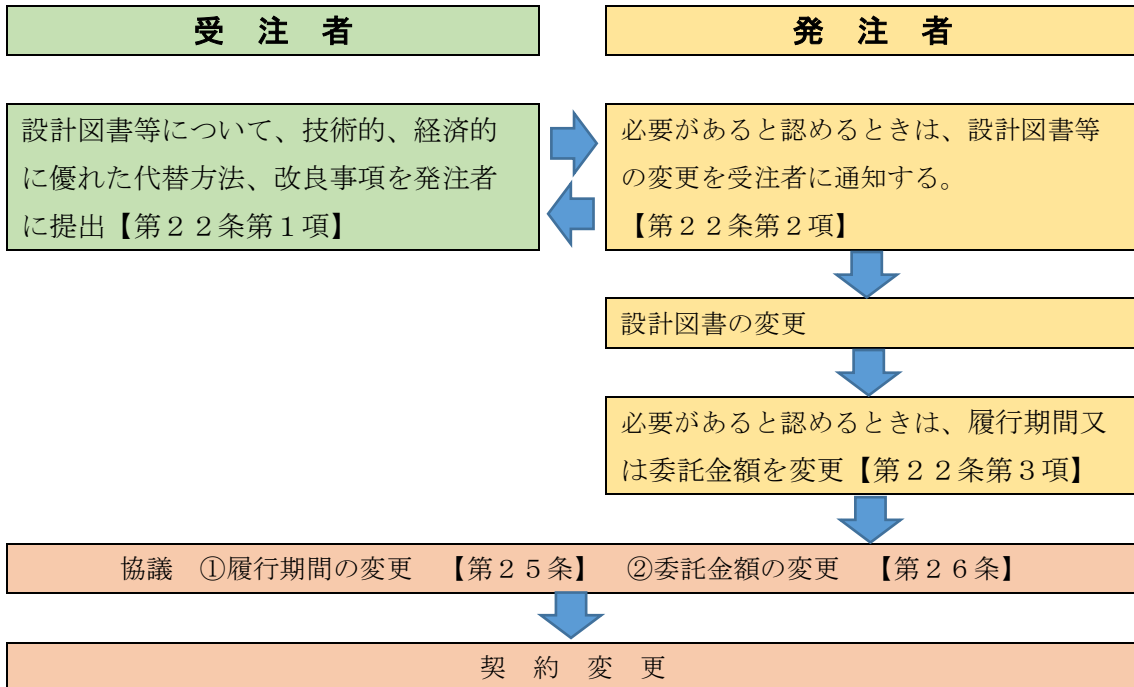 受 注 者
発 注 者
設計図書等について、技術的、経済的
に優れた代替方法、改良事項を発注者
に提出【第22条第1項】
必要があると認めるときは、設計図書等
の変更を受注者に通知する。
【第22条第2項】
設計図書の変更
必要があると認めるときは、履行期間又
は委託金額を変更【第22条第3項】
協議 ①履行期間の変更 【第25条】 ②委託金額の変更 【第26条】
契 約 変 更